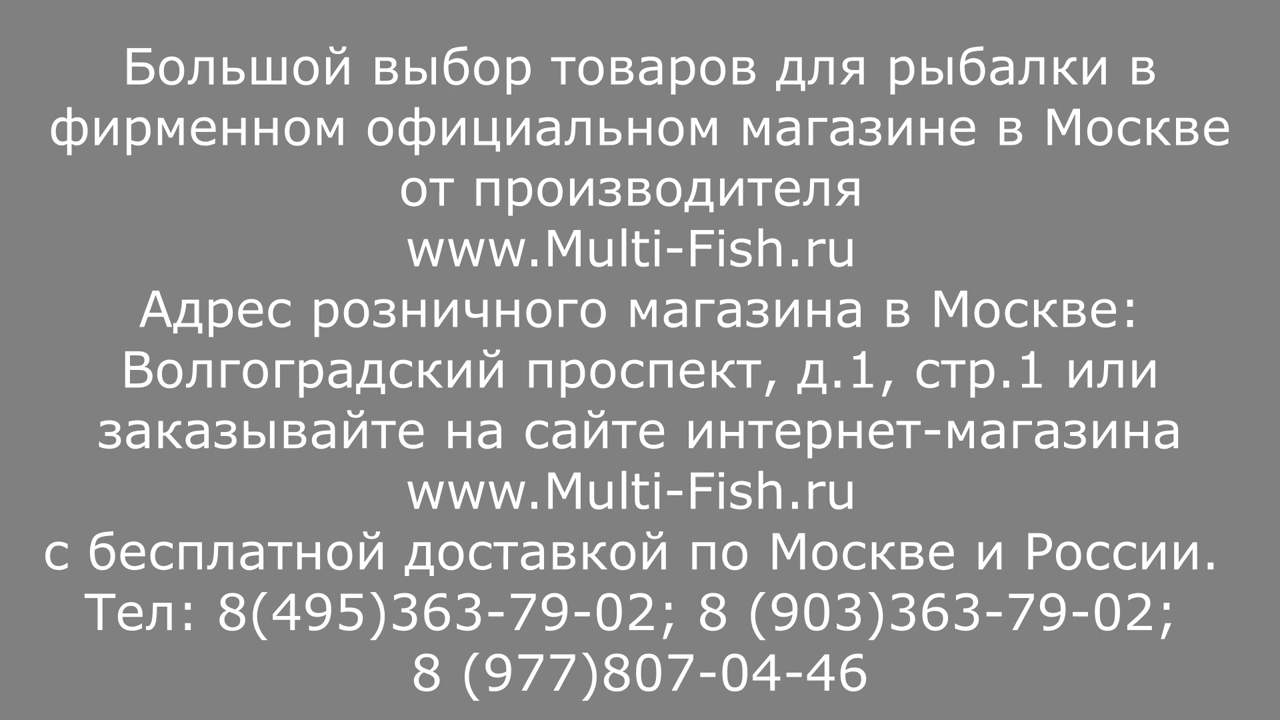 Большой выбор товаров для рыбалки в
фирменном официальном магазине в Москве
от производителя
www.Multi-Fish.ru
Адрес розничного магазина в Москве:
Волгоградский проспект, д.1, стр.1 или
заказывайте на сайте интернет-магазина
www.Multi-Fish.ru
с бесплатной доставкой по Москве и России.
Тел: 8(495)363-79-02; 8 (903)363-79-02;
8 (977)807-04-46